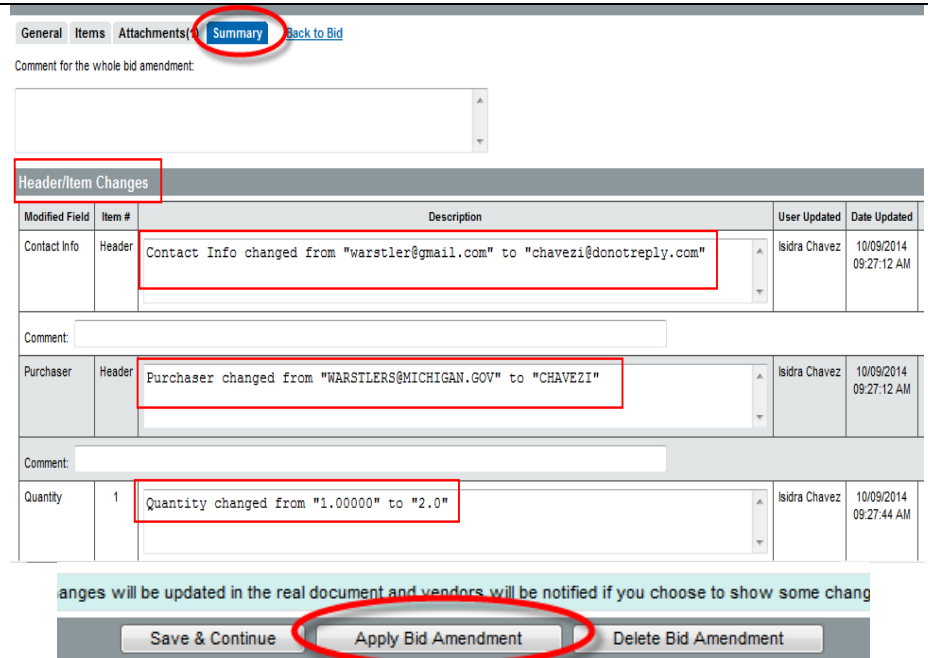 General Items Attachments(1) Summary Back to Bid
Comment for the whole bid amendment:
Header/Item Changes
Modified Field Item # Description User Updated Date Updated
Contact Info Header Contact Info changed from "warstler@gmail.com" to "chavezi@donotreply.com" Isidra Chavez 10/09/2014
09:27:12 AM
Comment:
Purchaser Header Purchaser changed from "WARSTLERS@MICHIGAN.GOV" to "CHAVEZI" Isidra Chavez 10/09/2014
09:27:12 AM
Comment:
Quantity 1 Quantity changed from "1.00000" to "2.0" Isidra Chavez 10/09/2014
09:27:44 AM
anges will be updated in the real document and vendors will be notified if you choose to show some chang
Save & Continue Apply Bid Amendment Delete Bid Amendment